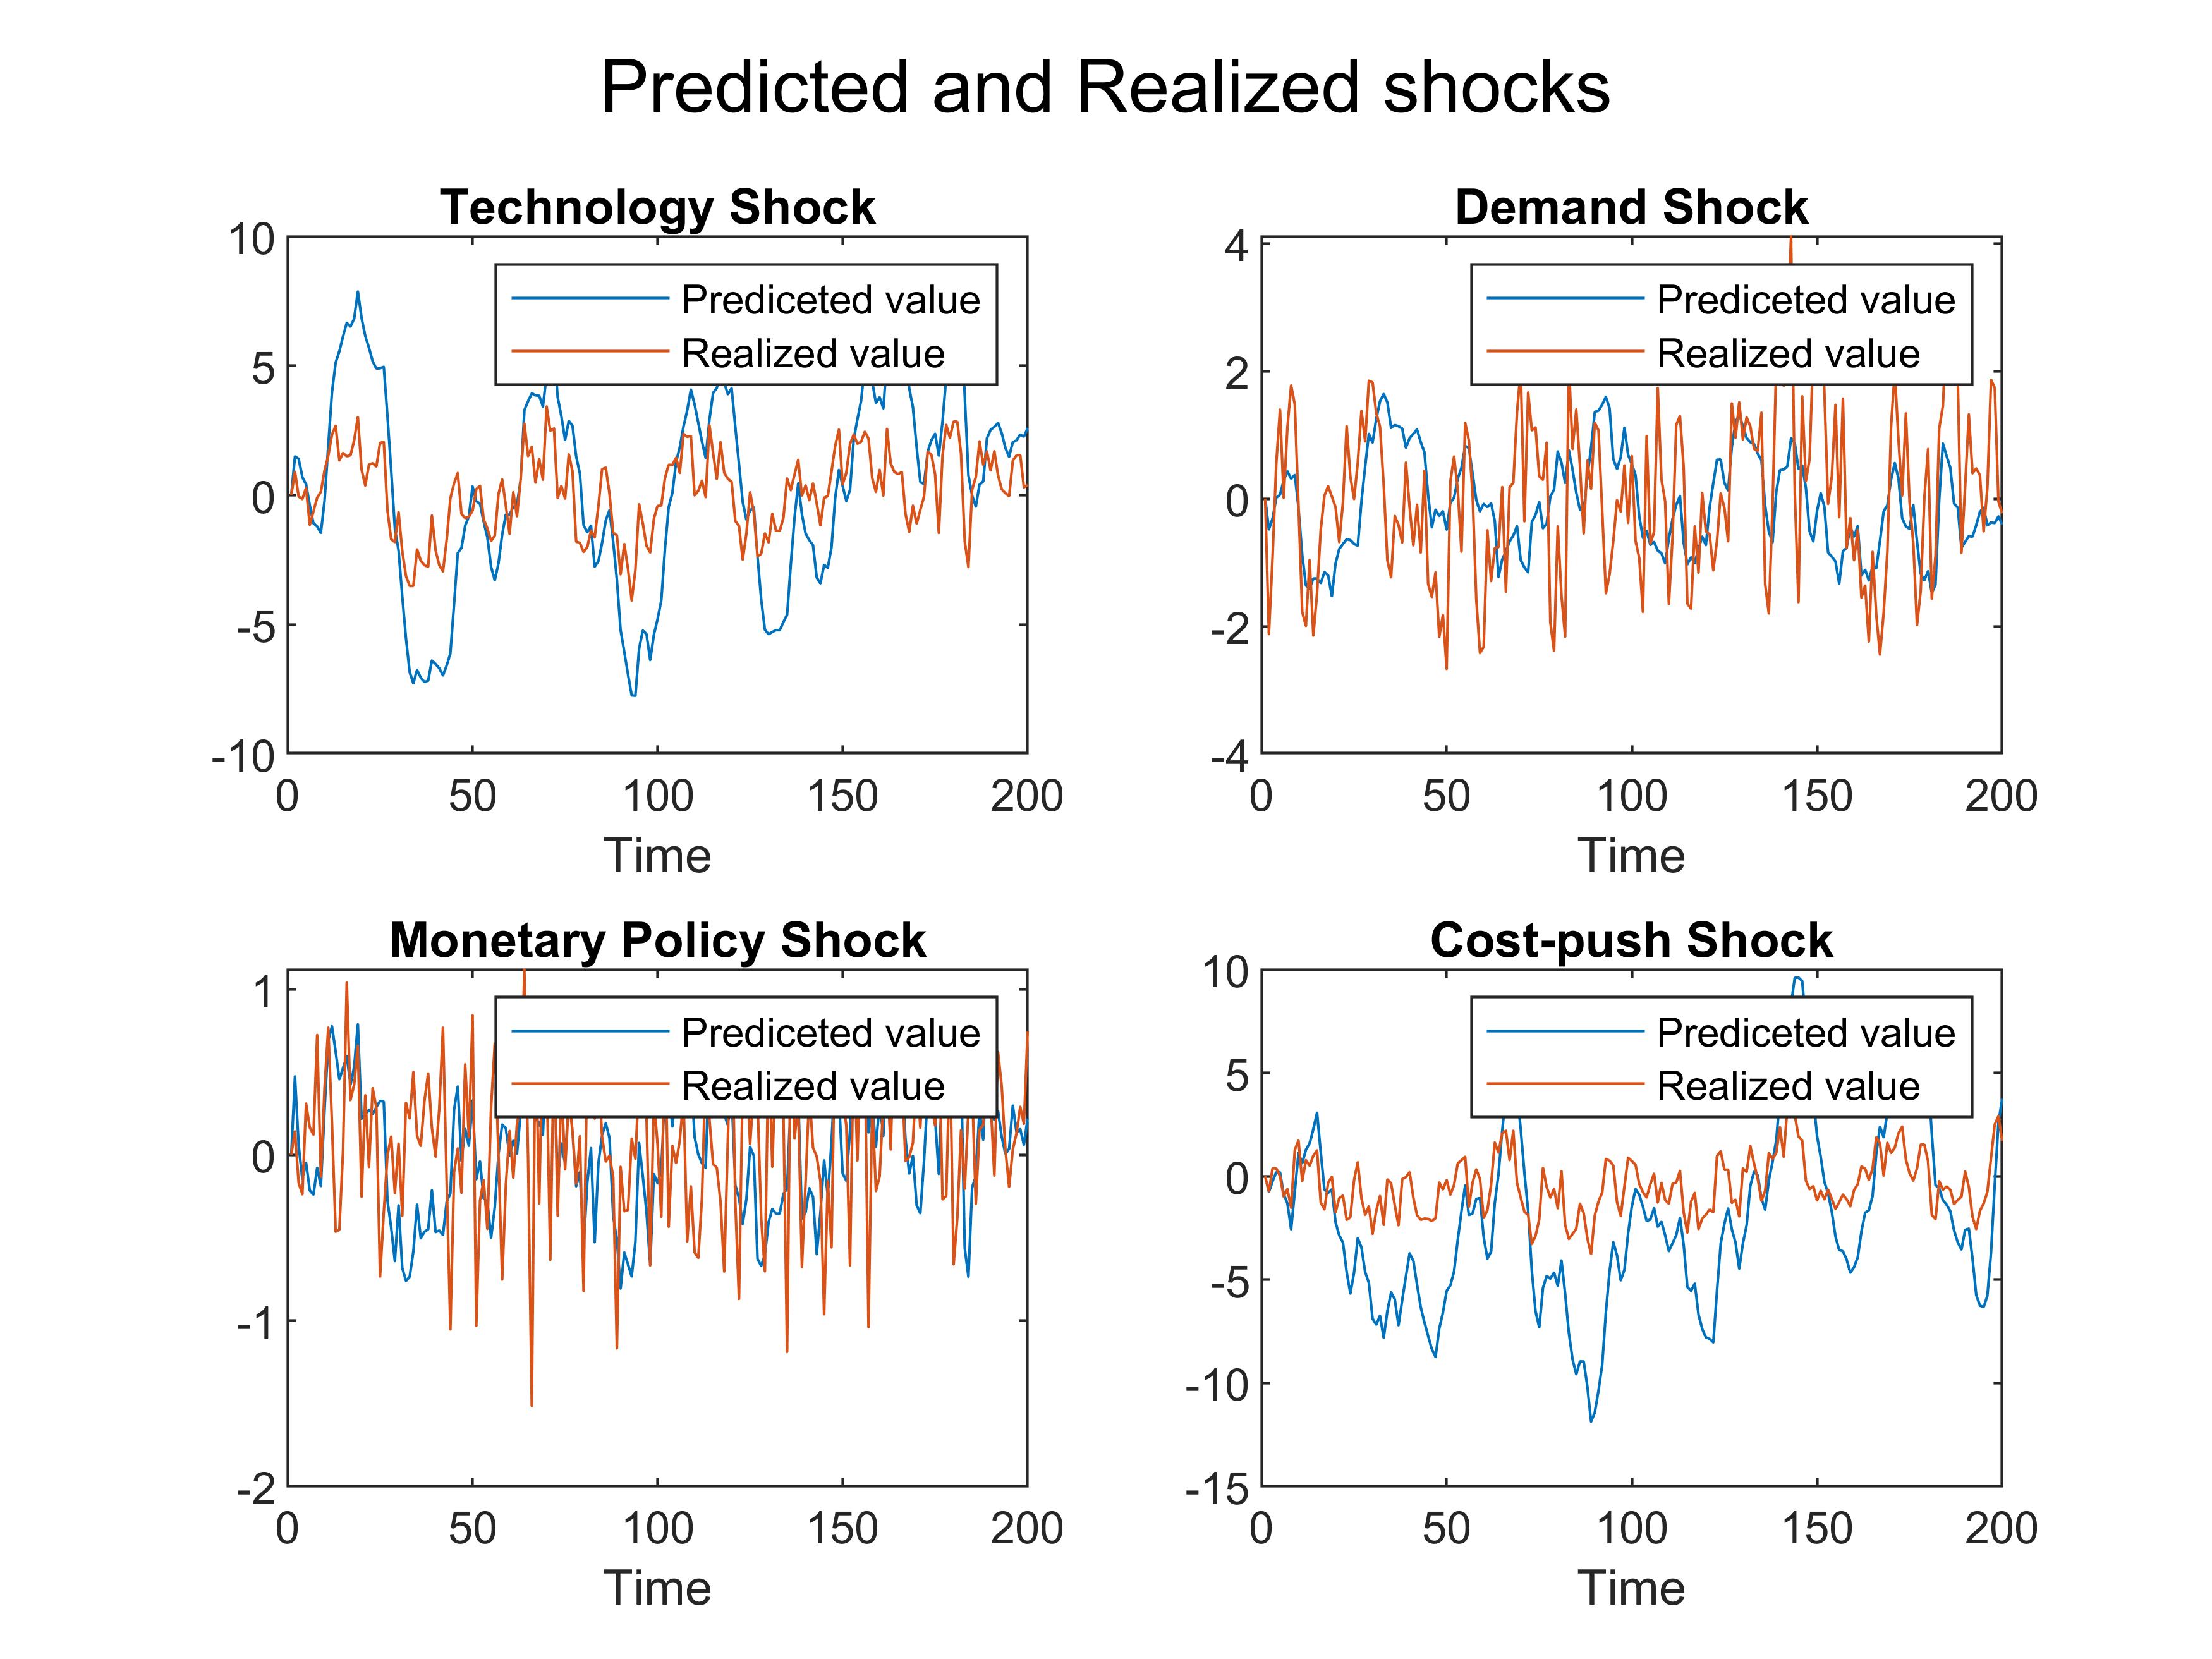 Predicted and Realized shocks
Technology Shock
10
5
0
-5
-10
0 50 100 150 200
Time
Prediceted value
Realized value
Demand Shock
4
2
0
-2
-4
0 50 100 150 200
Time
Prediceted value
Realized value
Monetary Policy Shock
1
0
-1
-2
0 50 100 150 200
Time
Prediceted value
Realized value
Cost-push Shock
10
5
0
-5
-10
-15
0 50 100 150 200
Time
Prediceted value
Realized value